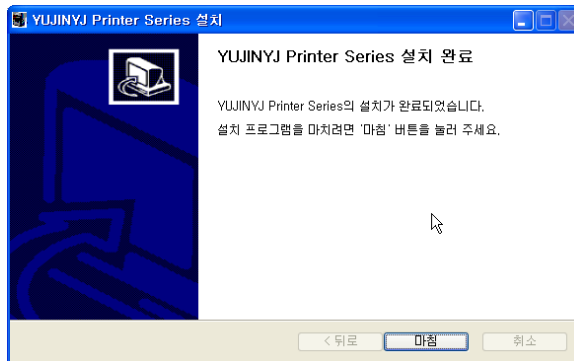 YUJINYJ Printer Series 설치
YUJINYJ Printer Series 설치 완료
YUJINYJ Printer Series의 설치가 완료되었습니다.
설치 프로그램을 마치려면 '마침' 버튼을 눌러 주세요.
< 뒤로 마침 취소